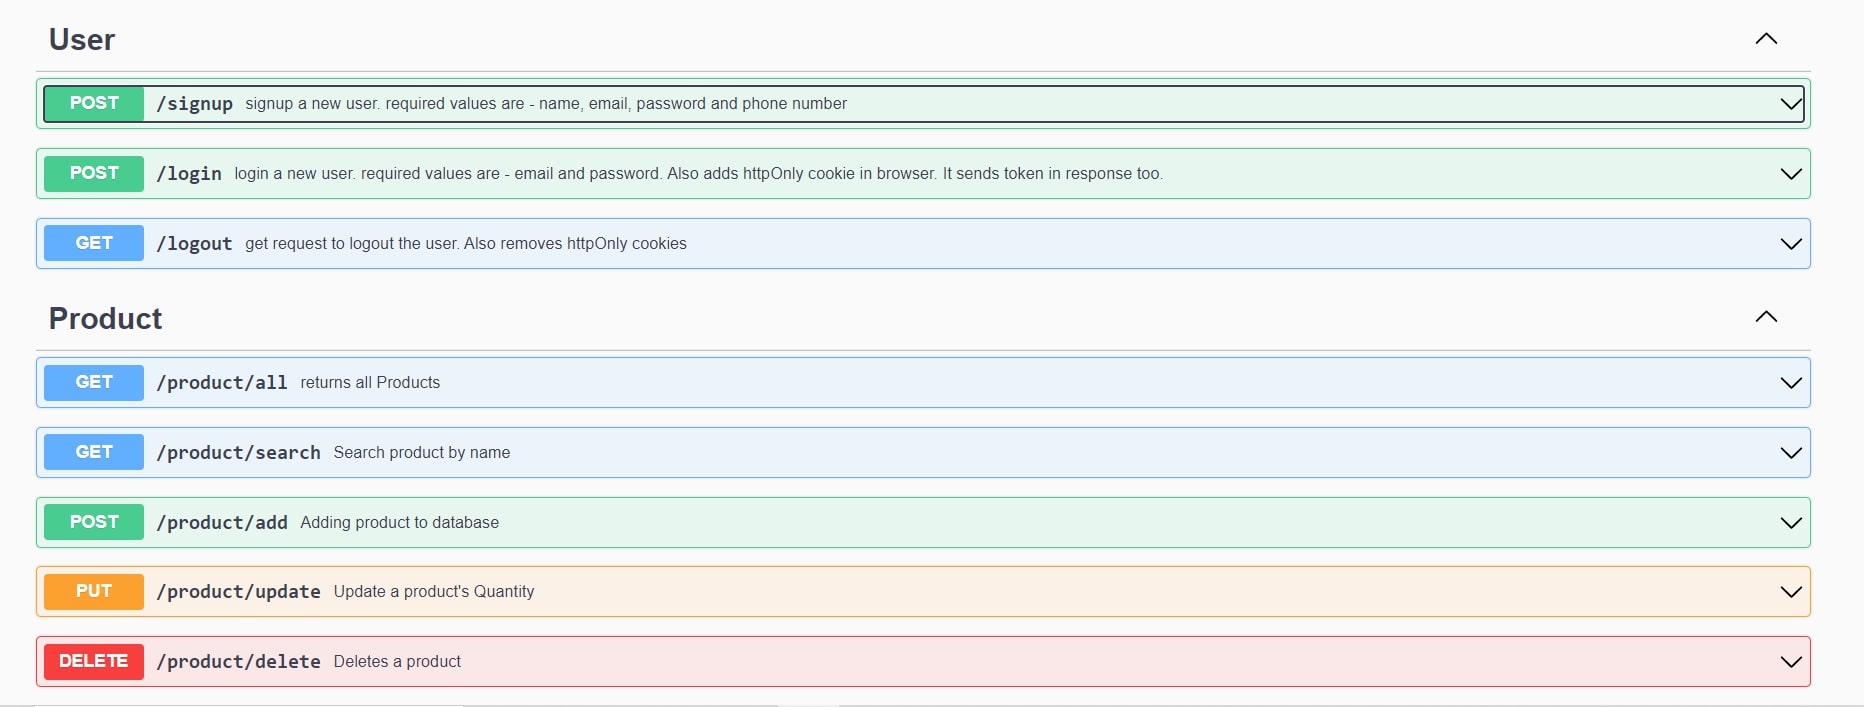 User
POST /signup signup a new user. required values are - name, email, password and phone number
POST /login login a new user. required values are - email and password. Also adds httpOnly cookie in browser. It sends token in response too.
GET /logout get request to logout the user. Also removes httpOnly cookies
Product
GET /product/all returns all Products
GET /product/search Search product by name
POST /product/add Adding product to database
PUT /product/update Update a product's Quantity
DELETE /product/delete Deletes a product